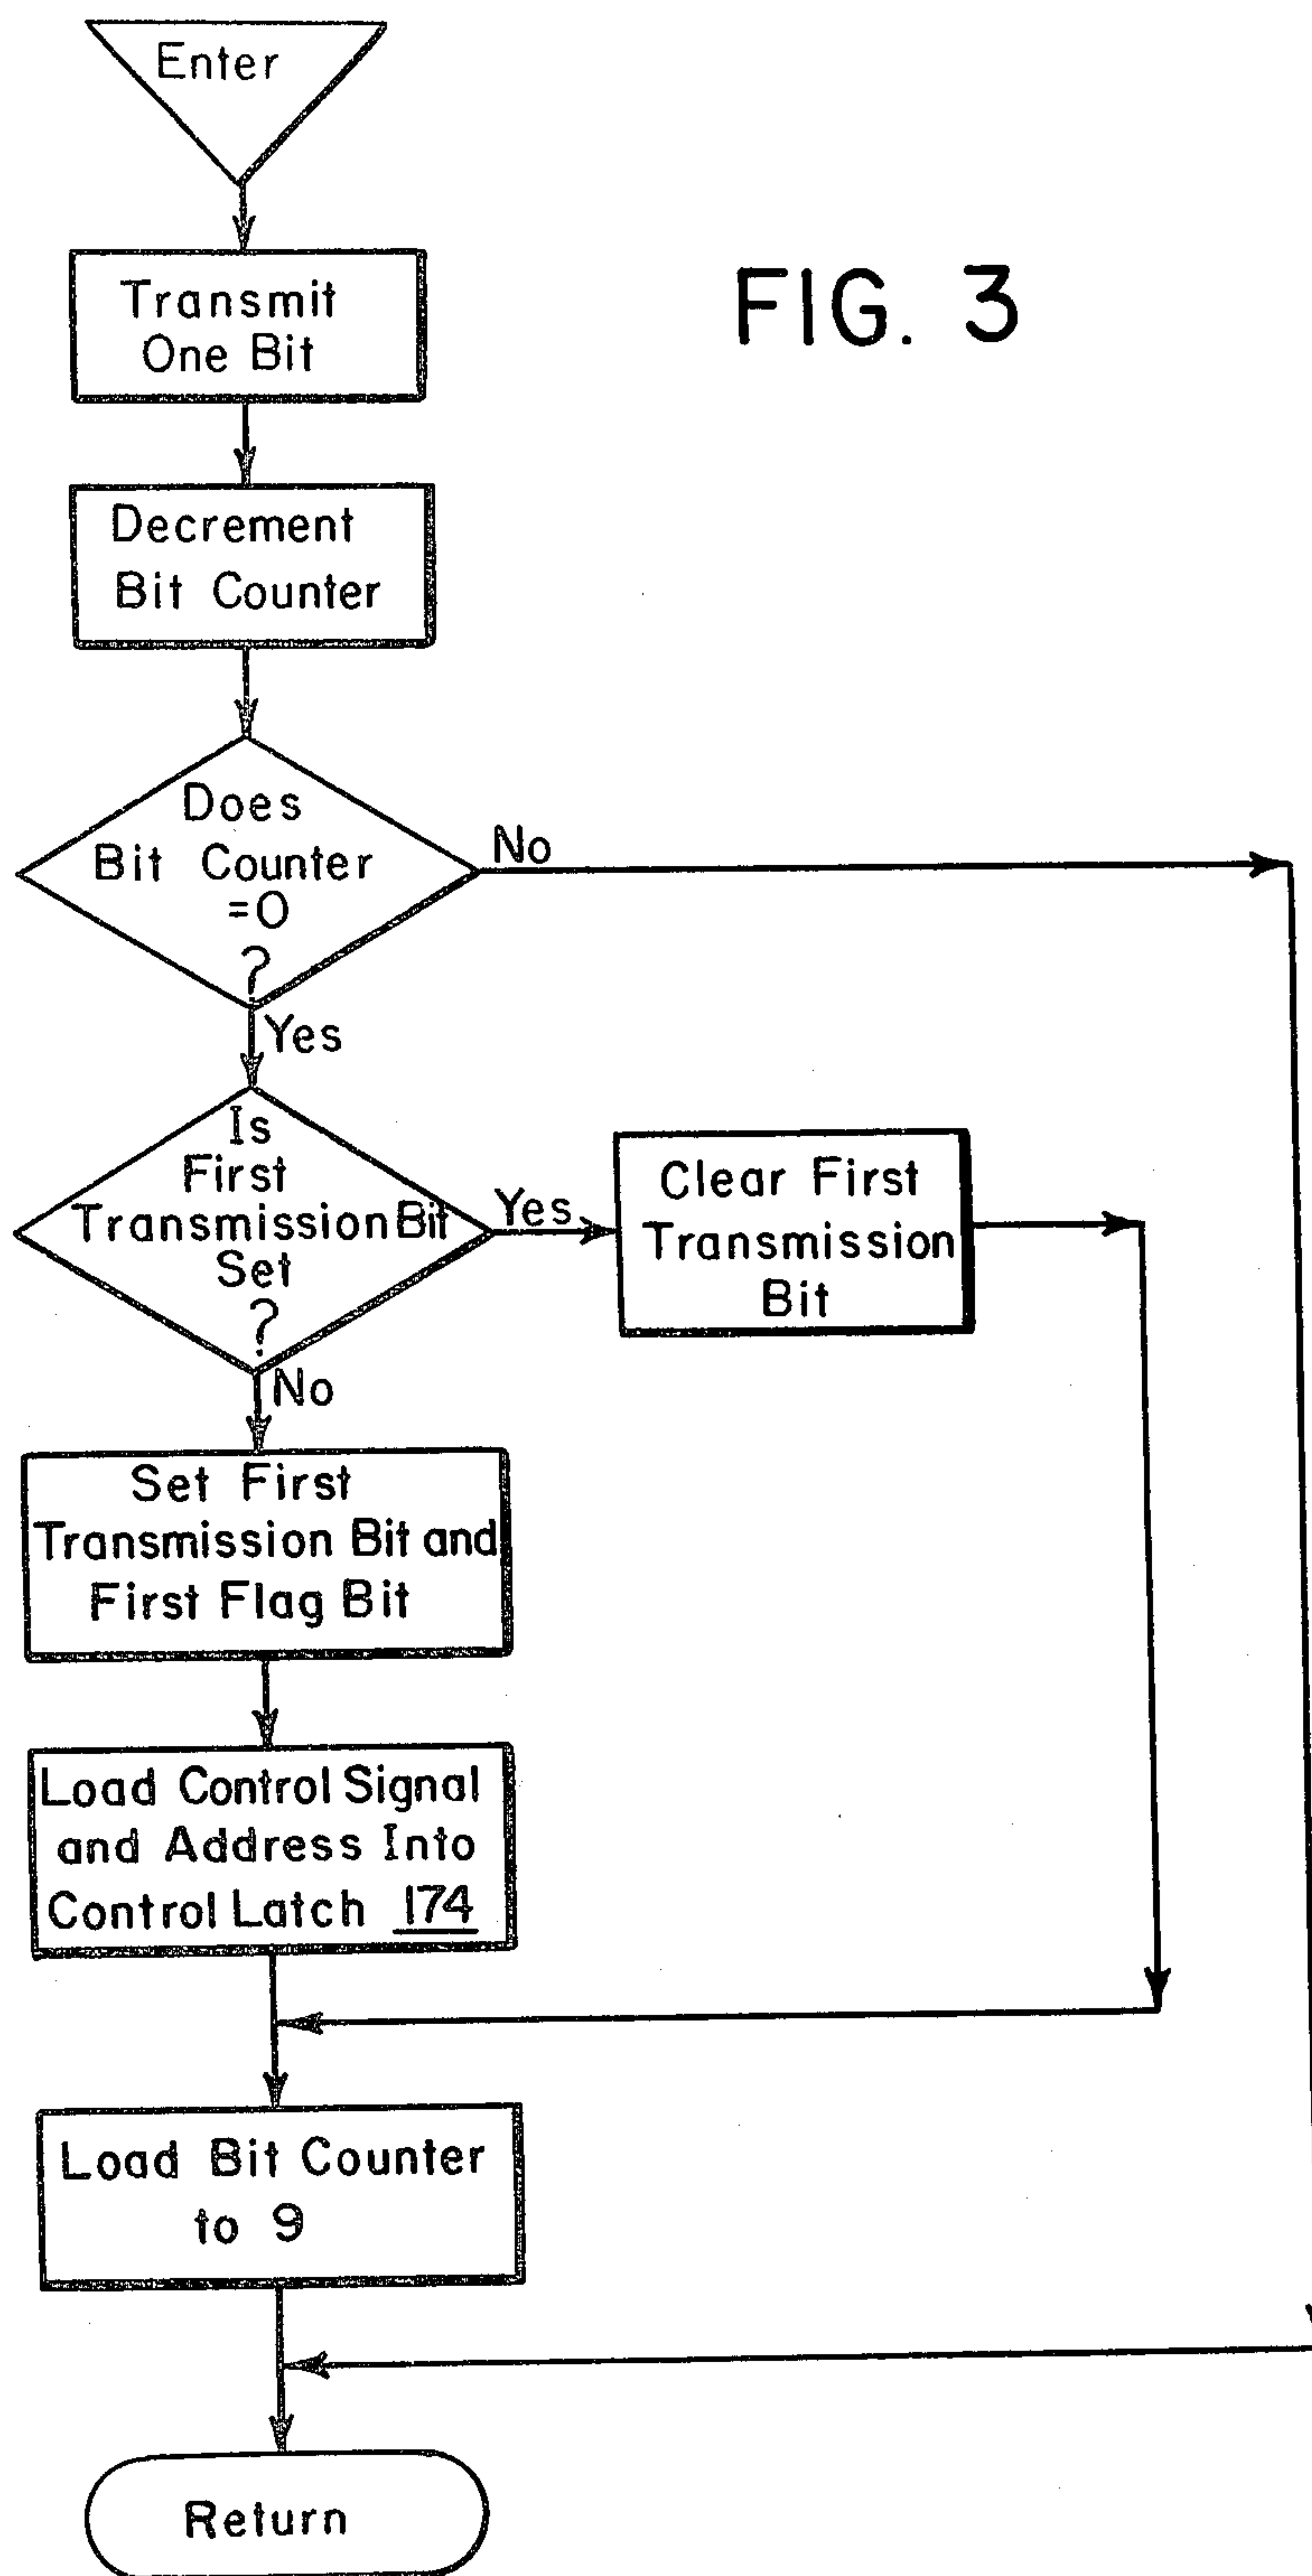 Enter
FIG. 3
Transmit
One Bit
Decrement
Bit Counter
Does
Bit Counter
=0
?
No
Yes
Is
First
Transmission Bit
Set
?
Yes
Clear First
Transmission
Bit
No
Set First
Transmission Bit and
First Flag Bit
Load Control Signal
and Address Into
Control Latch 174
Load Bit Counter
to 9
Return